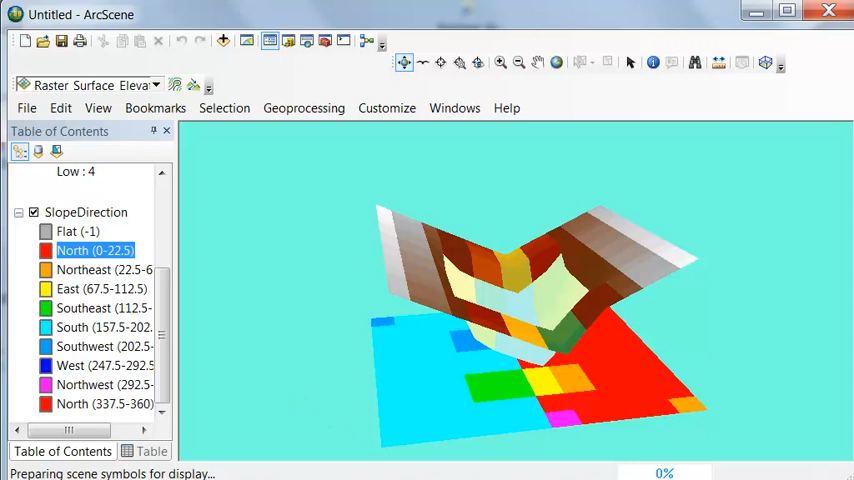 Untitled - ArcScene
Raster Surface Elevat
File Edit View Bookmarks Selection Geoprocessing Customize Windows Help
Table of Contents
Low : 4
SlopeDirection
Flat (-1)
North (0-22.5)
Northeast (22.5-6
East (67.5-112.5)
Southeast (112.5-
South (157.5-202.
Southwest (202.5-
West (247.5-292.5
Northwest (292.5-
North (337.5-360)
Table of Contents Table
Preparing scene symbols for display... 0%